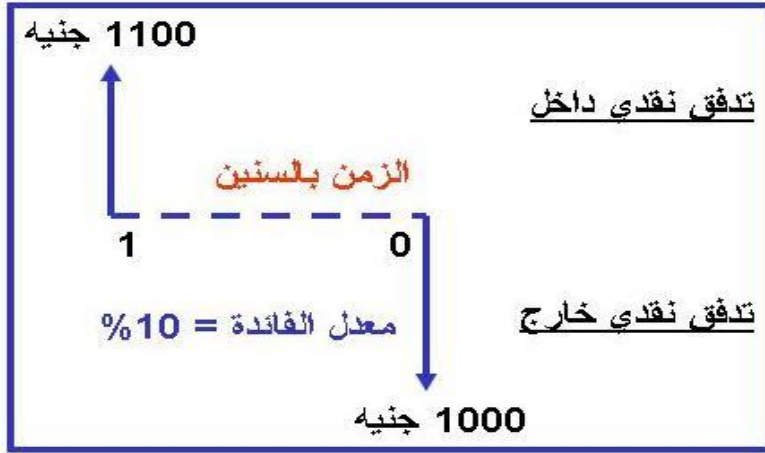 1100 جنيه
تدفق نقدي داخل
الزمن بالسنين
0
1
معدل الفائدة = 10%
تدفق نقدي خارج
1000 جنيه